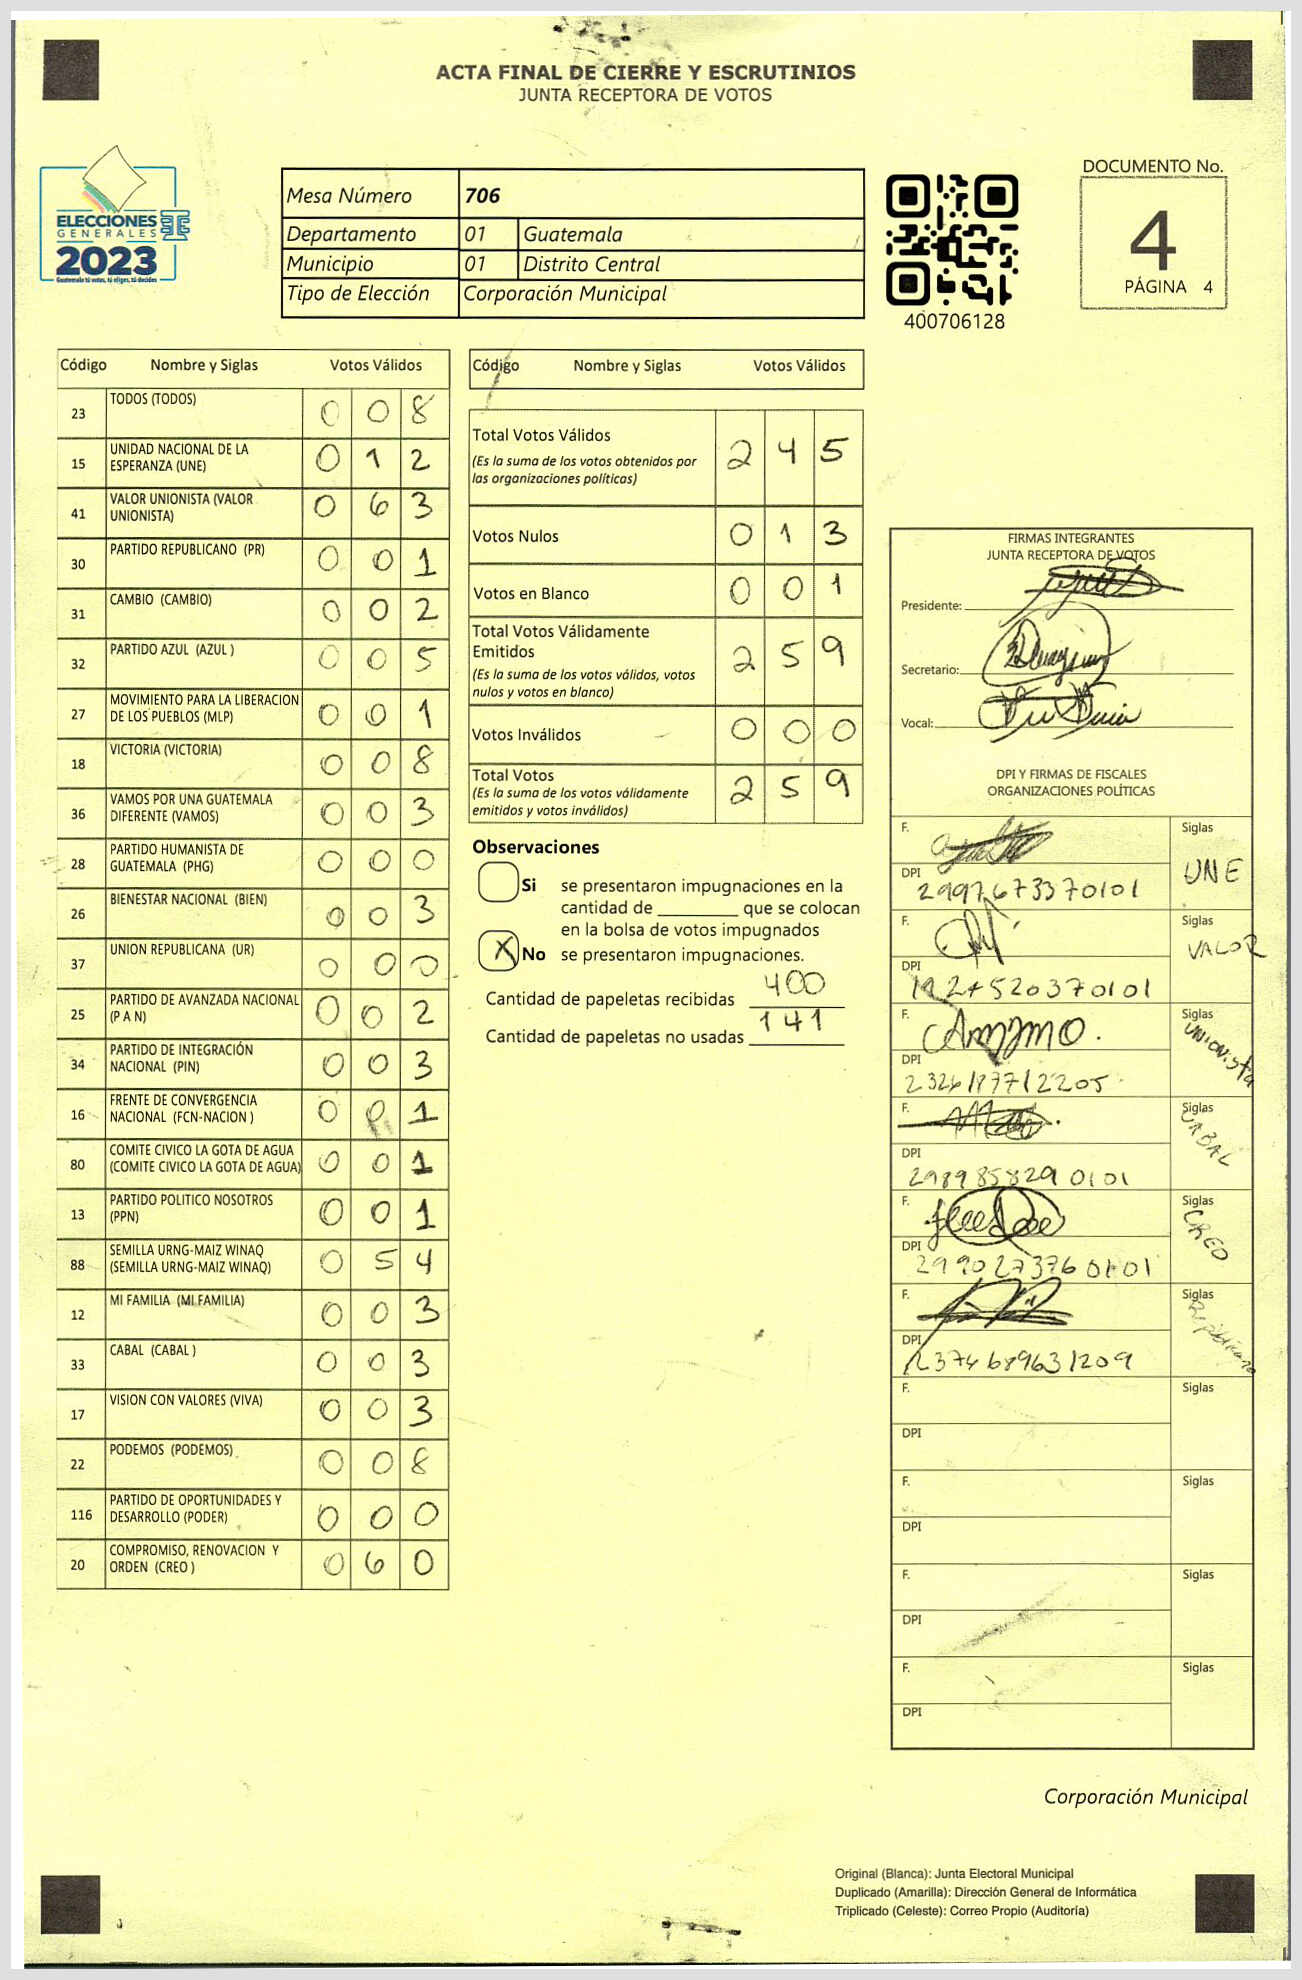 ACTA FINAL DE CIERRE Y ESCRUTINIOS
JUNTA RECEPTORA DE VOTOS
ELECCIONES
GENERALES
2023
Guatemala tú votas, tú eliges, tú decides
Mesa Número 706
Departamento 01 Guatemala
Municipio 01 Distrito Central
Tipo de Elección Corporación Municipal
400706128
DOCUMENTO No.
4
PÁGINA 4
Código Nombre y Siglas Votos Válidos
23 TODOS (TODOS) 0 0 8
15 UNIDAD NACIONAL DE LA ESPERANZA (UNE) 0 1 2
41 VALOR UNIONISTA (VALOR UNIONISTA) 0 6 3
30 PARTIDO REPUBLICANO (PR) 0 0 1
31 CAMBIO (CAMBIO) 0 0 2
32 PARTIDO AZUL (AZUL ) 0 0 5
27 MOVIMIENTO PARA LA LIBERACION DE LOS PUEBLOS (MLP) 0 0 1
18 VICTORIA (VICTORIA) 0 0 8
36 VAMOS POR UNA GUATEMALA DIFERENTE (VAMOS) 0 0 3
28 PARTIDO HUMANISTA DE GUATEMALA (PHG) 0 0 0
26 BIENESTAR NACIONAL (BIEN) 0 0 3
37 UNION REPUBLICANA (UR) 0 0 0
25 PARTIDO DE AVANZADA NACIONAL (P A N) 0 0 2
34 PARTIDO DE INTEGRACIÓN NACIONAL (PIN) 0 0 3
16 FRENTE DE CONVERGENCIA NACIONAL (FCN-NACION ) 0 0 1
80 COMITE CIVICO LA GOTA DE AGUA (COMITE CIVICO LA GOTA DE AGUA) 0 0 1
13 PARTIDO POLITICO NOSOTROS (PPN) 0 0 1
88 SEMILLA URNG-MAIZ WINAQ (SEMILLA URNG-MAIZ WINAQ) 0 5 4
12 MI FAMILIA (MI FAMILIA) 0 0 3
33 CABAL (CABAL ) 0 0 3
17 VISION CON VALORES (VIVA) 0 0 3
22 PODEMOS (PODEMOS) 0 0 8
116 PARTIDO DE OPORTUNIDADES Y DESARROLLO (PODER) 0 0 0
20 COMPROMISO, RENOVACION Y ORDEN (CREO ) 0 6 0
Código Nombre y Siglas Votos Válidos
Total Votos Válidos 2 4 5
(Es la suma de los votos obtenidos por
las organizaciones políticas)
Votos Nulos 0 1 3
Votos en Blanco 0 0 1
Total Votos Válidamente
Emitidos 2 5 9
(Es la suma de los votos válidos, votos
nulos y votos en blanco)
Votos Inválidos 0 0 0
Total Votos 2 5 9
(Es la suma de los votos válidamente
emitidos y votos inválidos)
Observaciones
Si se presentaron impugnaciones en la
cantidad de ________ que se colocan
en la bolsa de votos impugnados
X No se presentaron impugnaciones.
Cantidad de papeletas recibidas 400
Cantidad de papeletas no usadas 141
FIRMAS INTEGRANTES
JUNTA RECEPTORA DE VOTOS
Presidente:
Secretario:
Vocal:
DPI Y FIRMAS DE FISCALES
ORGANIZACIONES POLÍTICAS
F. Siglas UNE
DPI 2997673370101
F. Siglas VALOR
DPI
F. Siglas UNIONISTA
DPI
F. Siglas CABAL
DPI 2989858290101
F. Siglas CREO
DPI 2990273760101
F. Siglas Republicano
DPI 2374689631209
F. Siglas
DPI
F. Siglas
DPI
F. Siglas
DPI
F. Siglas
DPI
Corporación Municipal
Original (Blanca): Junta Electoral Municipal
Duplicado (Amarilla): Dirección General de Informática
Triplicado (Celeste): Correo Propio (Auditoría)